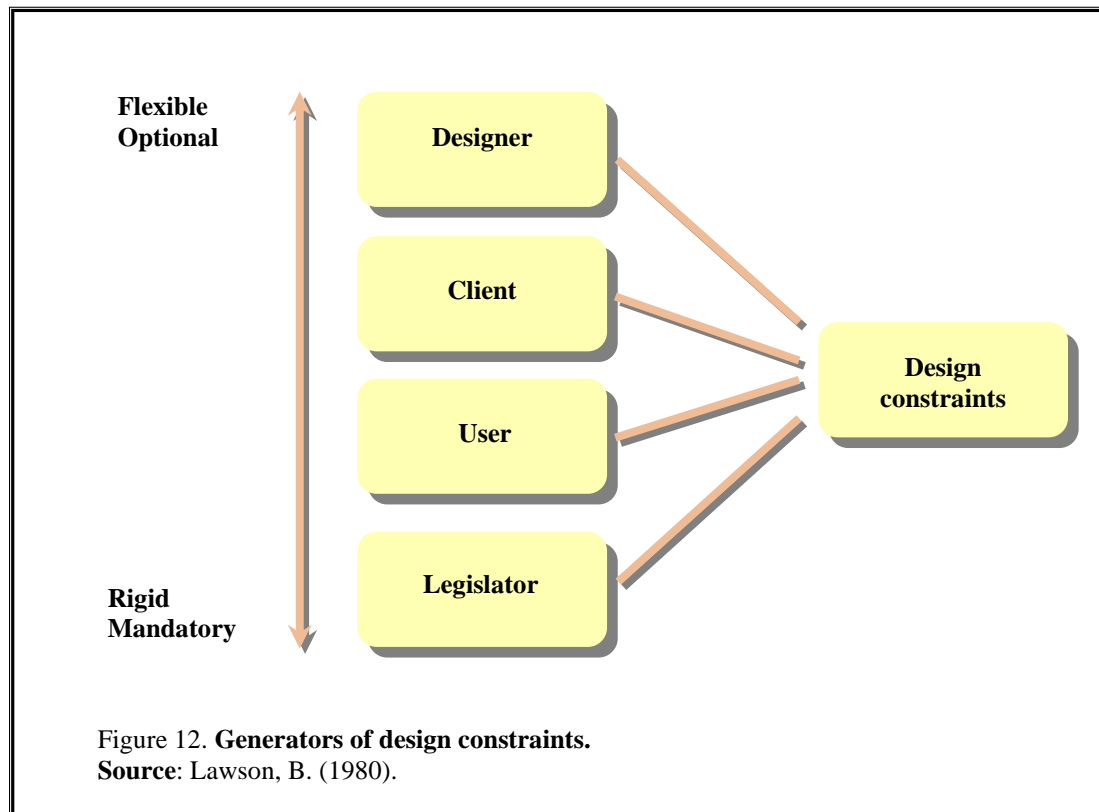 Flexible
Optional
Designer
Client
User
Legislator
Rigid
Mandatory
Design
constraints
Figure 12. Generators of design constraints.
Source: Lawson, B. (1980).